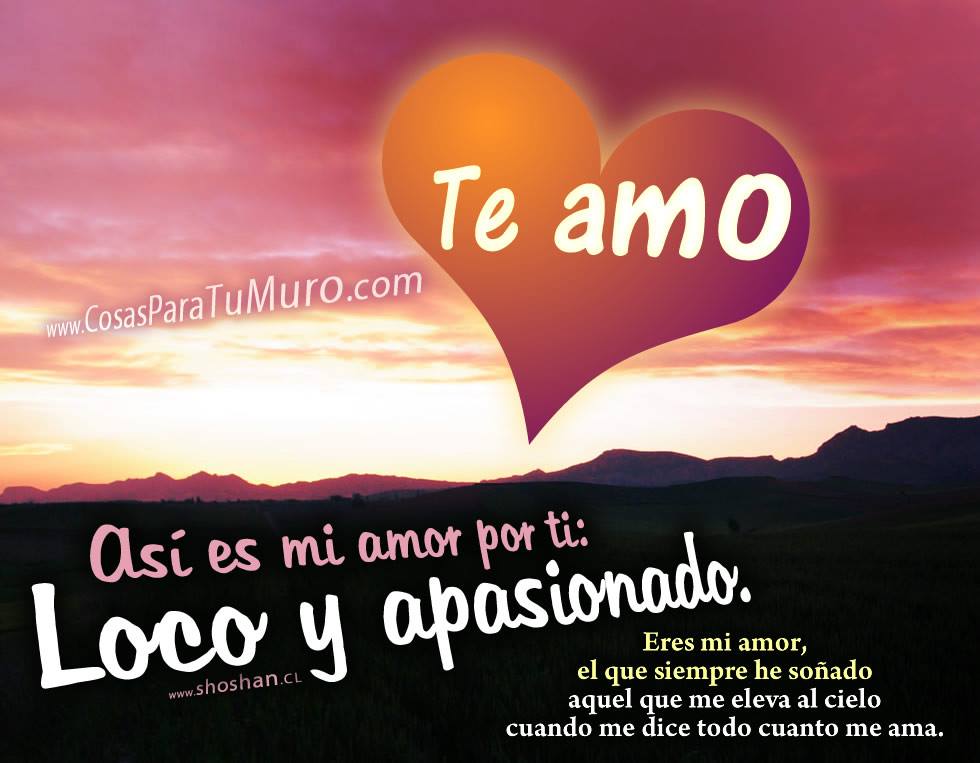 Te amo
www.CosasParaTuMuro.com
Así es mi amor por ti:
Loco y apasionado.
www.shoshan.CL
Eres mi amor,
el que siempre he soñado
aquel que me eleva al cielo
cuando me dice todo cuanto me ama.